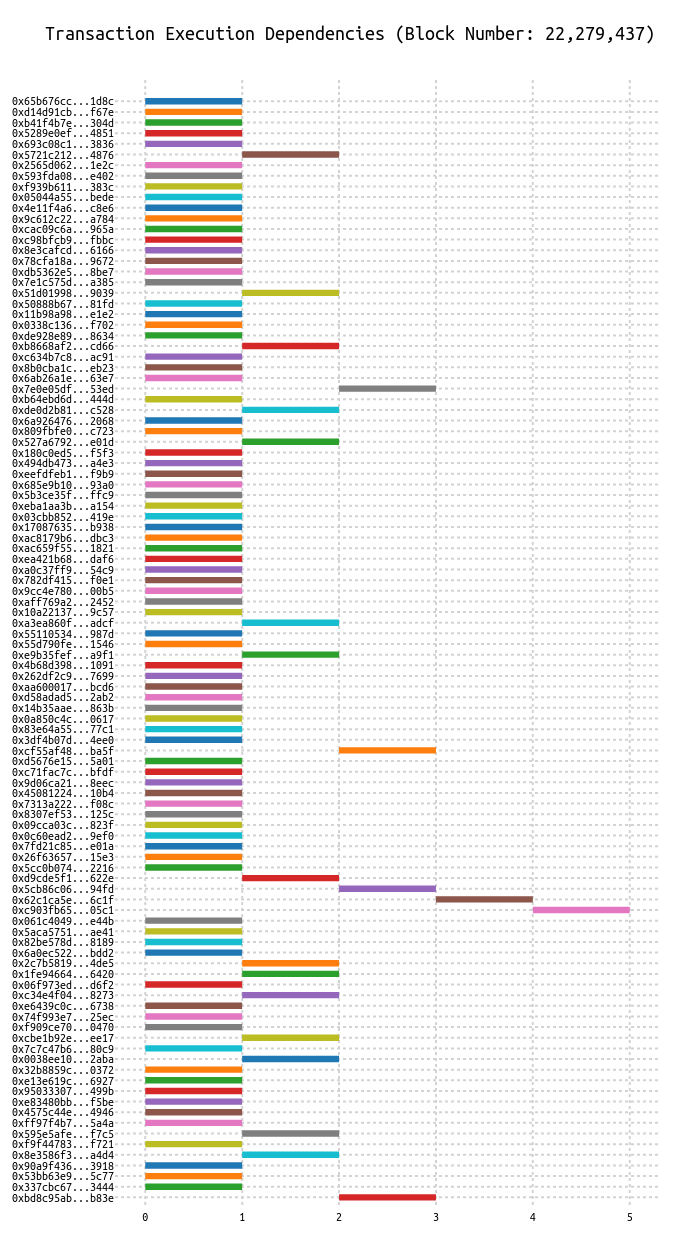 Transaction Execution Dependencies (Block Number: 22,279,437)
0x65b676cc...1d8c
0xd14d91cb...f67e
0xb41f4b7e...304d
0x5289e0ef...4851
0x693c08c1...3836
0x5721c212...4876
0x2565d062...1e2c
0x593fda08...e402
0xf939b611...383c
0x05044a55...bede
0x4e11f4a6...c8e6
0x9c612c22...a784
0xcac09c6a...965a
0xc98bfcb9...fbbc
0x8e3cafcd...6166
0x78cfa18a...9672
0xdb5362e5...8be7
0x7e1c575d...a385
0x51d01998...9039
0x50888b67...81fd
0x11b98a98...e1e2
0x0338c136...f702
0xde928e89...8634
0xb8668af2...cd66
0xc634b7c8...ac91
0x8b0cba1c...eb23
0x6ab26a1e...63e7
0x7e0e05df...53ed
0xb64ebd6d...444d
0xde0d2b81...c528
0x6a926476...2068
0x809fbfe0...c723
0x527a6792...e01d
0x180c0ed5...f5f3
0x494db473...a4e3
0xeefdfeb1...f9b9
0x685e9b10...93a0
0x5b3ce35f...ffc9
0xeba1aa3b...a154
0x03cbb852...419e
0x17087635...b938
0xac8179b6...dbc3
0xac659f55...1821
0xea421b68...daf6
0xa0c37ff9...54c9
0x782df415...f0e1
0x9cc4e780...00b5
0xaff769a2...2452
0x10a22137...9c57
0xa3ea860f...adcf
0x55110534...987d
0x55d790fe...1546
0xe9b35fef...a9f1
0x4b68d398...1091
0x262df2c9...7699
0xaa600017...bcd6
0xd58adad5...2ab2
0x14b35aae...863b
0x0a850c4c...0617
0x83e64a55...77c1
0x3df4b07d...4ee0
0xcf55af48...ba5f
0xd5676e15...5a01
0xc71fac7c...bfdf
0x9d06ca21...8eec
0x45081224...10b4
0x7313a222...f08c
0x8307ef53...125c
0x09cca03c...823f
0x0c60ead2...9ef0
0x7fd21c85...e01a
0x26f63657...15e3
0x5cc0b074...2216
0xd9cde5f1...622e
0x5cb86c06...94fd
0x62c1ca5e...6c1f
0xc903fb65...05c1
0x061c4049...e44b
0x5aca5751...ae41
0x82be578d...8189
0x6a0ec522...bdd2
0x2c7b5819...4de5
0x1fe94664...6420
0x06f973ed...d6f2
0xc34e4f04...8273
0xe6439c0c...6738
0x74f993e7...25ec
0xf909ce70...0470
0xcbe1b92e...ee17
0x7c7c47b6...80c9
0x0038ee10...2aba
0x32b8859c...0372
0xe13e619c...6927
0x95033307...499b
0xe83480bb...f5be
0x4575c44e...4946
0xff97f4b7...5a4a
0x595e5afe...f7c5
0xf9f44783...f721
0x8e3586f3...a4d4
0x90a9f436...3918
0x53bb63e9...5c77
0x337cbc67...3444
0xbd8c95ab...b83e
0 1 2 3 4 5